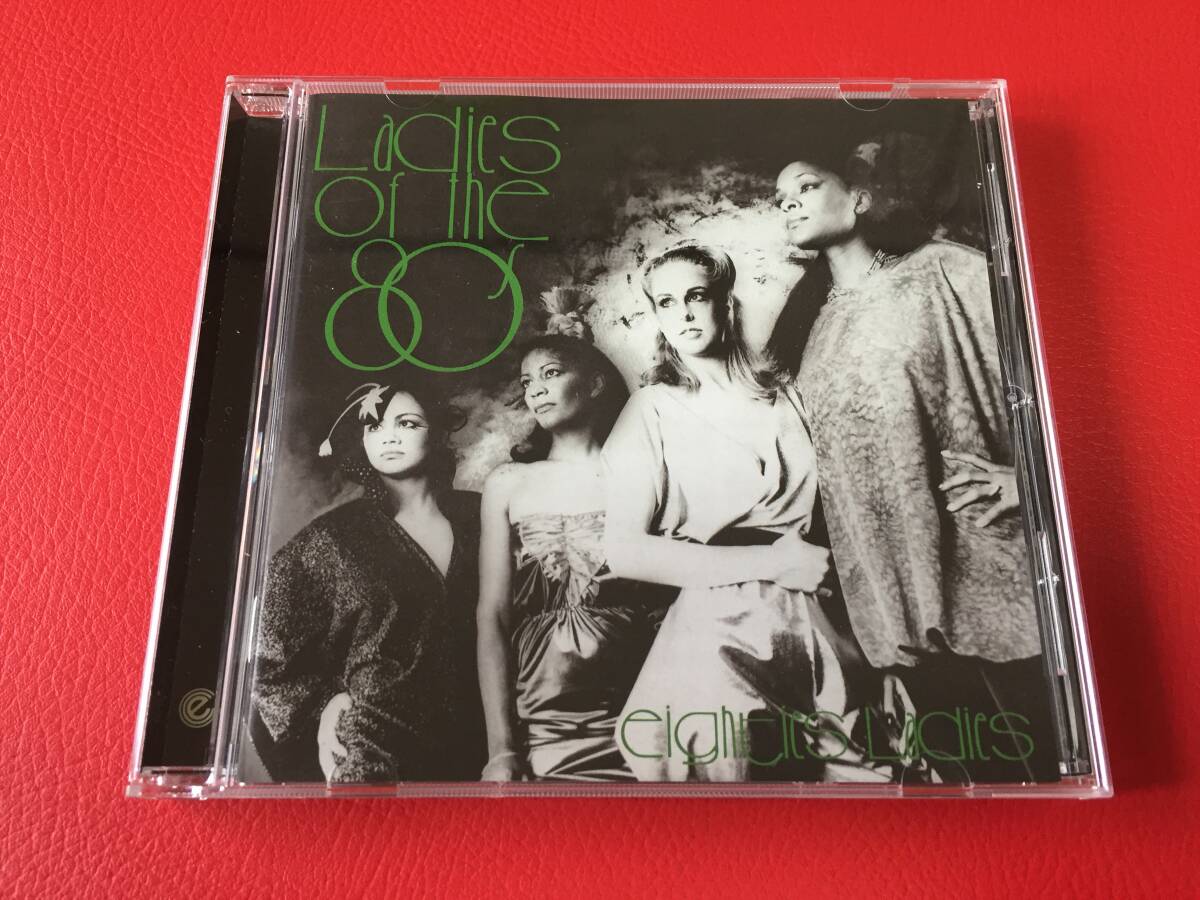 Ladies
of the
80's
eighties Ladies
e